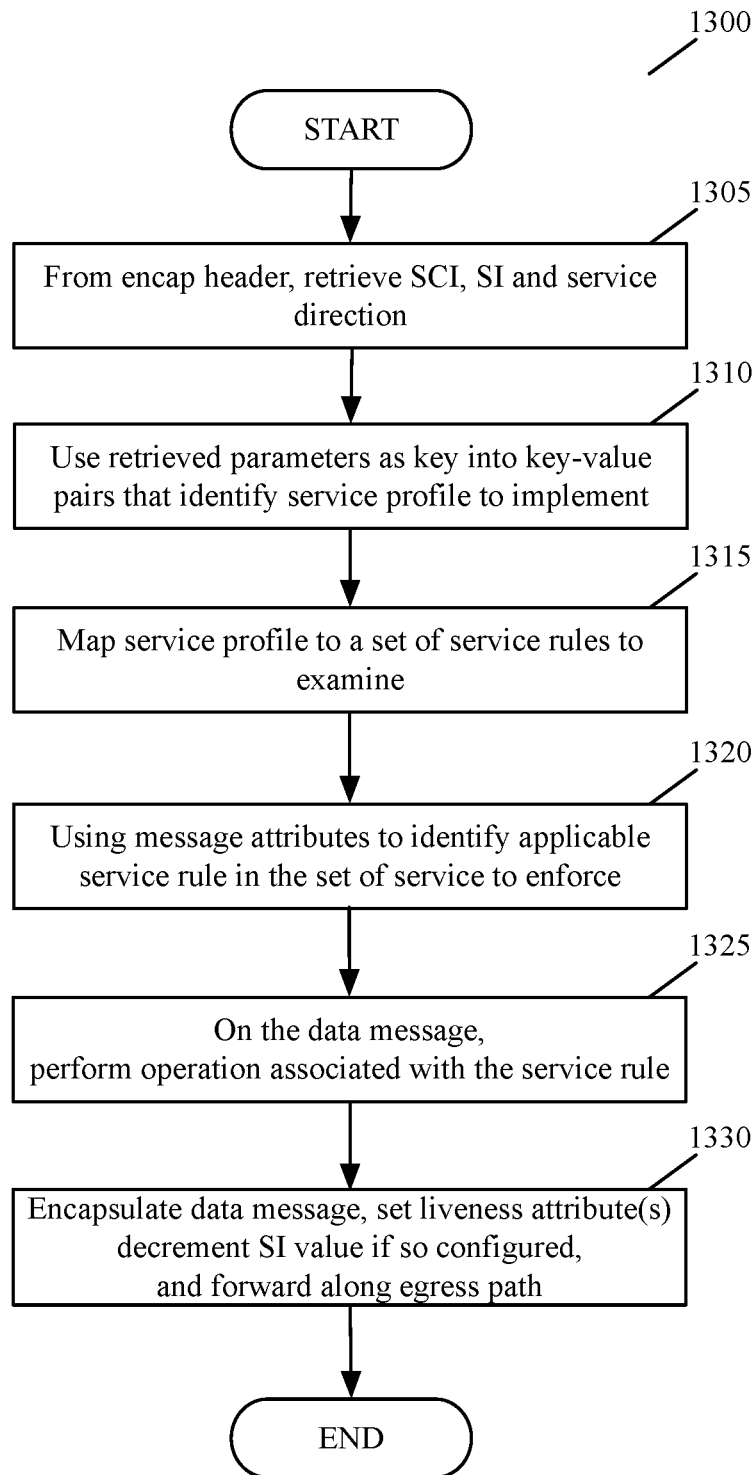 1300
START
1305
From encap header, retrieve SCI, SI and service
direction
1310
Use retrieved parameters as key into key-value
pairs that identify service profile to implement
1315
Map service profile to a set of service rules to
examine
1320
Using message attributes to identify applicable
service rule in the set of service to enforce
1325
On the data message,
perform operation associated with the service rule
1330
Encapsulate data message, set liveness attribute(s)
decrement SI value if so configured,
and forward along egress path
END